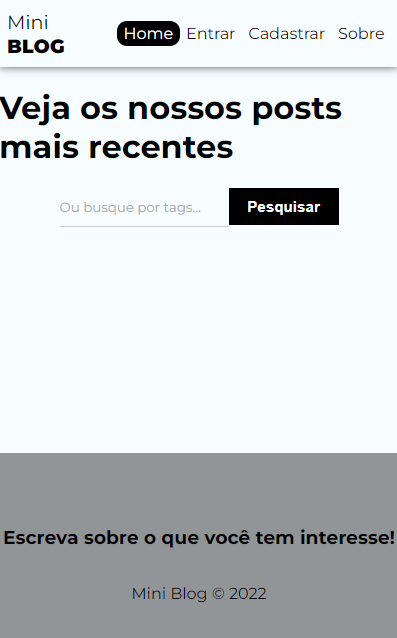 Mini
BLOG
Home Entrar Cadastrar Sobre
Veja os nossos posts
mais recentes
Ou busque por tags...
Pesquisar
Escreva sobre o que você tem interesse!
Mini Blog © 2022